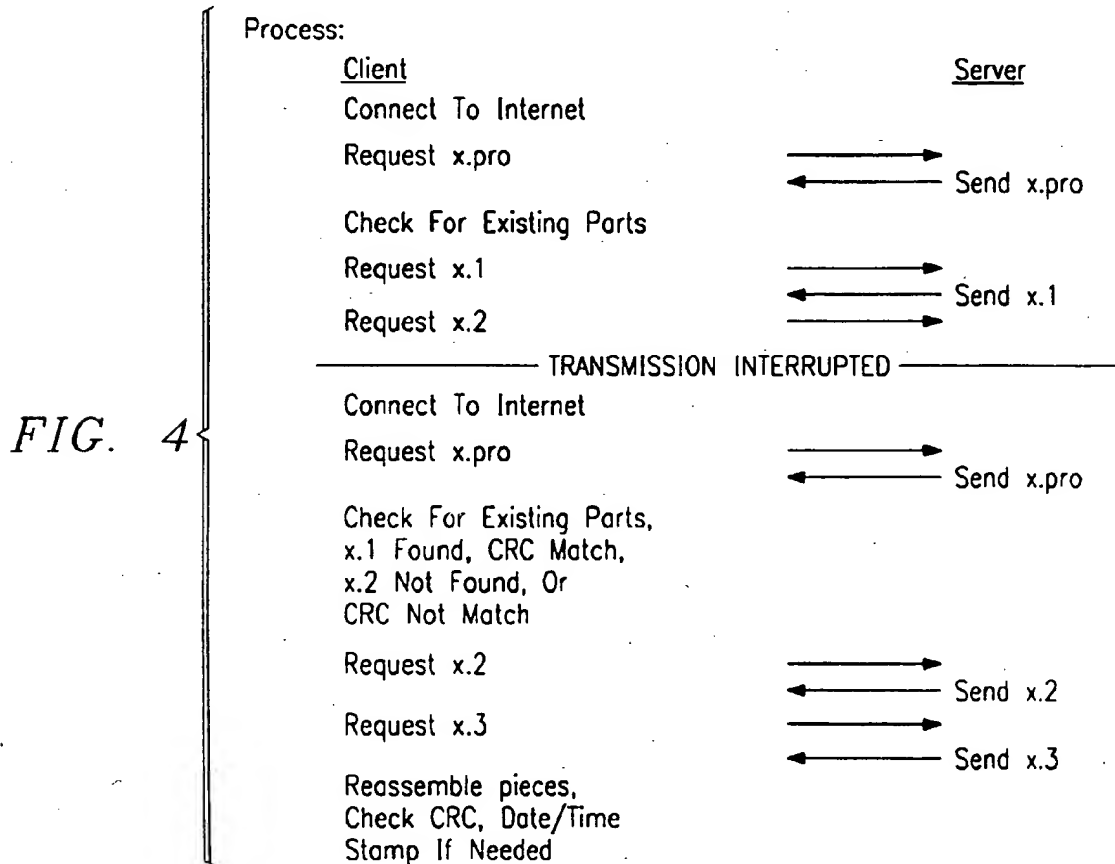 Process:
Client Server
Connect To Internet
Request x.pro
Send x.pro
Check For Existing Parts
Request x.1
Send x.1
Request x.2
TRANSMISSION INTERRUPTED
Connect To Internet
FIG. 4
Request x.pro
Send x.pro
Check For Existing Parts,
x.1 Found, CRC Match,
x.2 Not Found, Or
CRC Not Match
Request x.2
Send x.2
Request x.3
Send x.3
Reassemble pieces,
Check CRC, Date/Time
Stamp If Needed